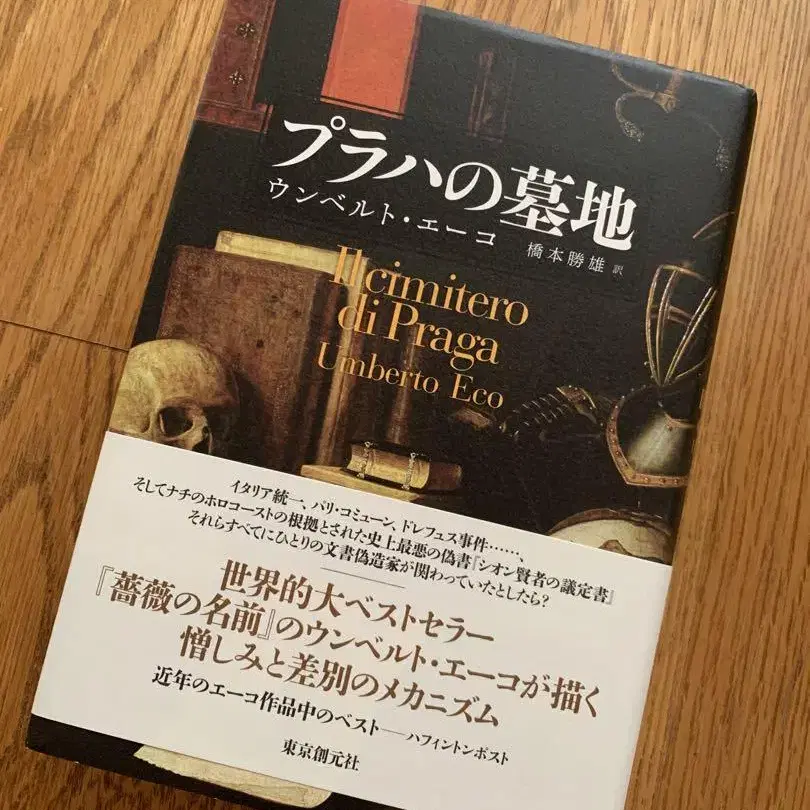 プラハの墓地
ウンベルト・エーコ
橋本勝雄 訳
Il cimitero
di Praga
Umberto Eco
イタリア統一、パリ・コミューン、ドレフュス事件……、
そしてナチのホロコーストの根拠とされた史上最悪の偽書『シオン賢者の議定書』
それらすべてにひとりの文書偽造家が関わっていたとしたら?
世界的大ベストセラー
『薔薇の名前』のウンベルト・エーコが描く
憎しみと差別のメカニズム
近年のエーコ作品中のベスト──ハフィントンポスト
東京創元社